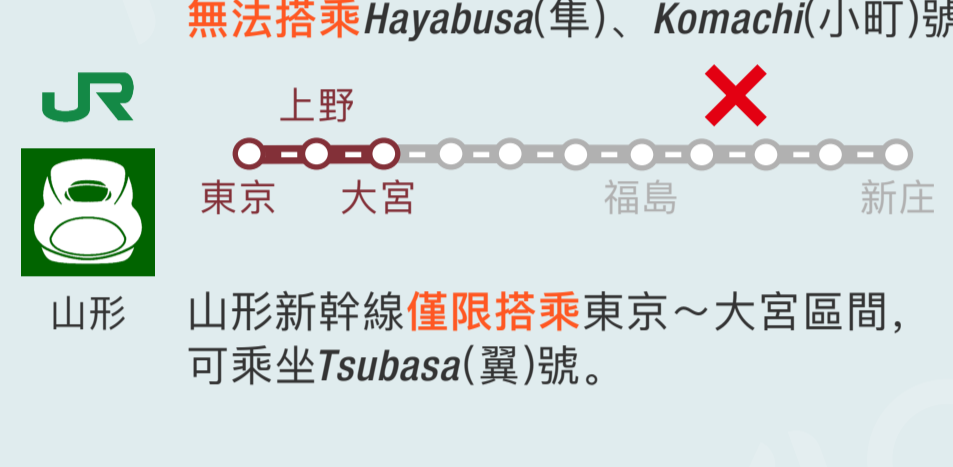 無法搭乘Hayabusa(隼)、Komachi(小町)號
JR
上野
東京
大宮
福島
新庄
山形
山形新幹線僅限搭乘東京～大宮區間，
可乘坐Tsubasa(翼)號。